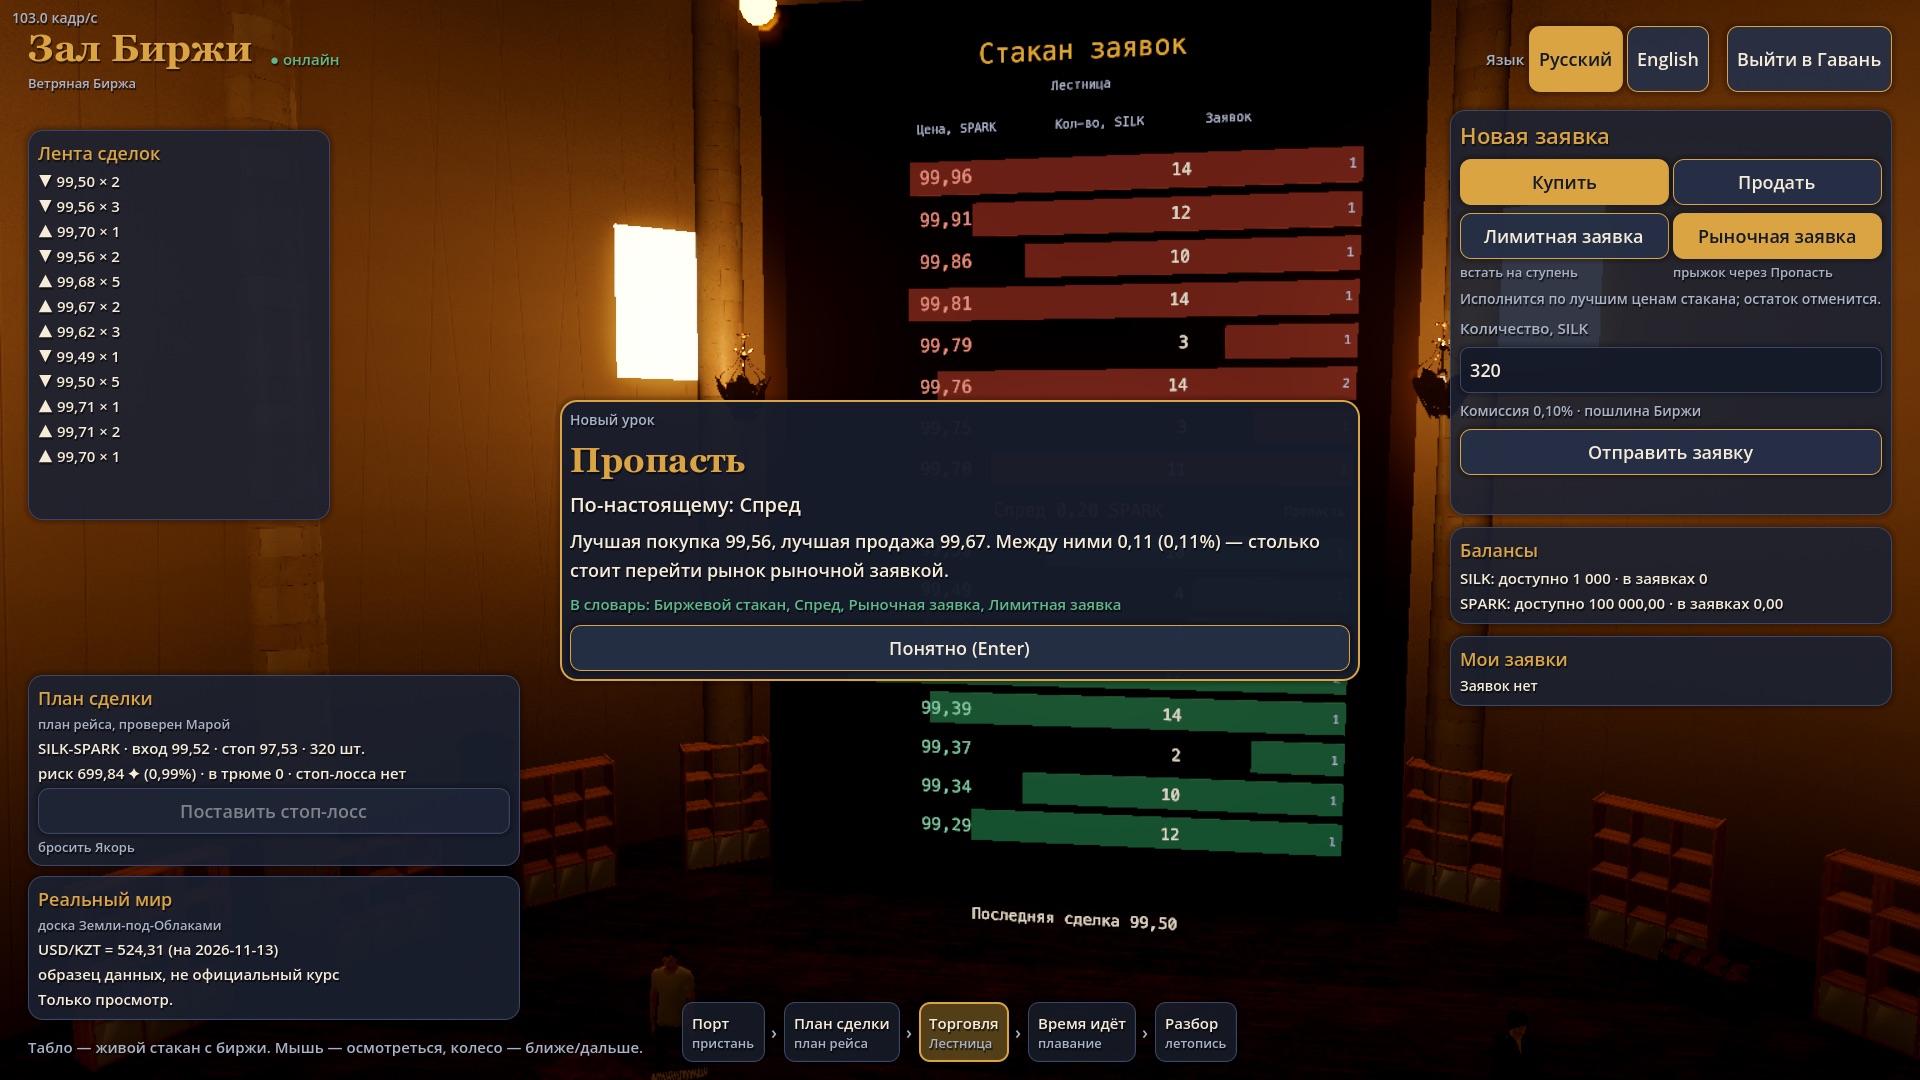 103.0 кадр/с
Зал Биржи
● онлайн
Ветряная Биржа
Язык
Русский
English
Выйти в Гавань
Лента сделок
▼ 99,50 × 2
▼ 99,56 × 3
▲ 99,70 × 1
▼ 99,56 × 2
▲ 99,68 × 5
▲ 99,67 × 2
▲ 99,62 × 3
▼ 99,49 × 1
▼ 99,50 × 5
▲ 99,71 × 1
▲ 99,71 × 2
▲ 99,70 × 1
Стакан заявок
Лестница
Цена, SPARK Кол-во, SILK Заявок
99,96 14 1
99,91 12 1
99,86 10 1
99,81 14 1
99,79 3 1
99,76 14 2
99,75 3
99,70 11
Спред 0,20 SPARK Пропасть
4
Новый урок
Пропасть
По-настоящему: Спред
Лучшая покупка 99,56, лучшая продажа 99,67. Между ними 0,11 (0,11%) — столько
стоит перейти рынок рыночной заявкой.
В словарь: Биржевой стакан, Спред, Рыночная заявка, Лимитная заявка
Понятно (Enter)
99,39 14 1
99,37 2 1
99,34 10 1
99,29 12 1
Последняя сделка 99,50
Новая заявка
Купить
Продать
Лимитная заявка
Рыночная заявка
встать на ступень
прыжок через Пропасть
Исполнится по лучшим ценам стакана; остаток отменится.
Количество, SILK
320
Комиссия 0,10% · пошлина Биржи
Отправить заявку
Балансы
SILK: доступно 1 000 · в заявках 0
SPARK: доступно 100 000,00 · в заявках 0,00
Мои заявки
Заявок нет
План сделки
план рейса, проверен Марой
SILK-SPARK · вход 99,52 · стоп 97,53 · 320 шт.
риск 699,84 ✦ (0,99%) · в трюме 0 · стоп-лосса нет
Поставить стоп-лосс
бросить Якорь
Реальный мир
доска Земли-под-Облаками
USD/KZT = 524,31 (на 2026-11-13)
образец данных, не официальный курс
Только просмотр.
Табло — живой стакан с биржи. Мышь — осмотреться, колесо — ближе/дальше.
Порт
пристань
›
План сделки
план рейса
›
Торговля
Лестница
›
Время идёт
плавание
›
Разбор
летопись